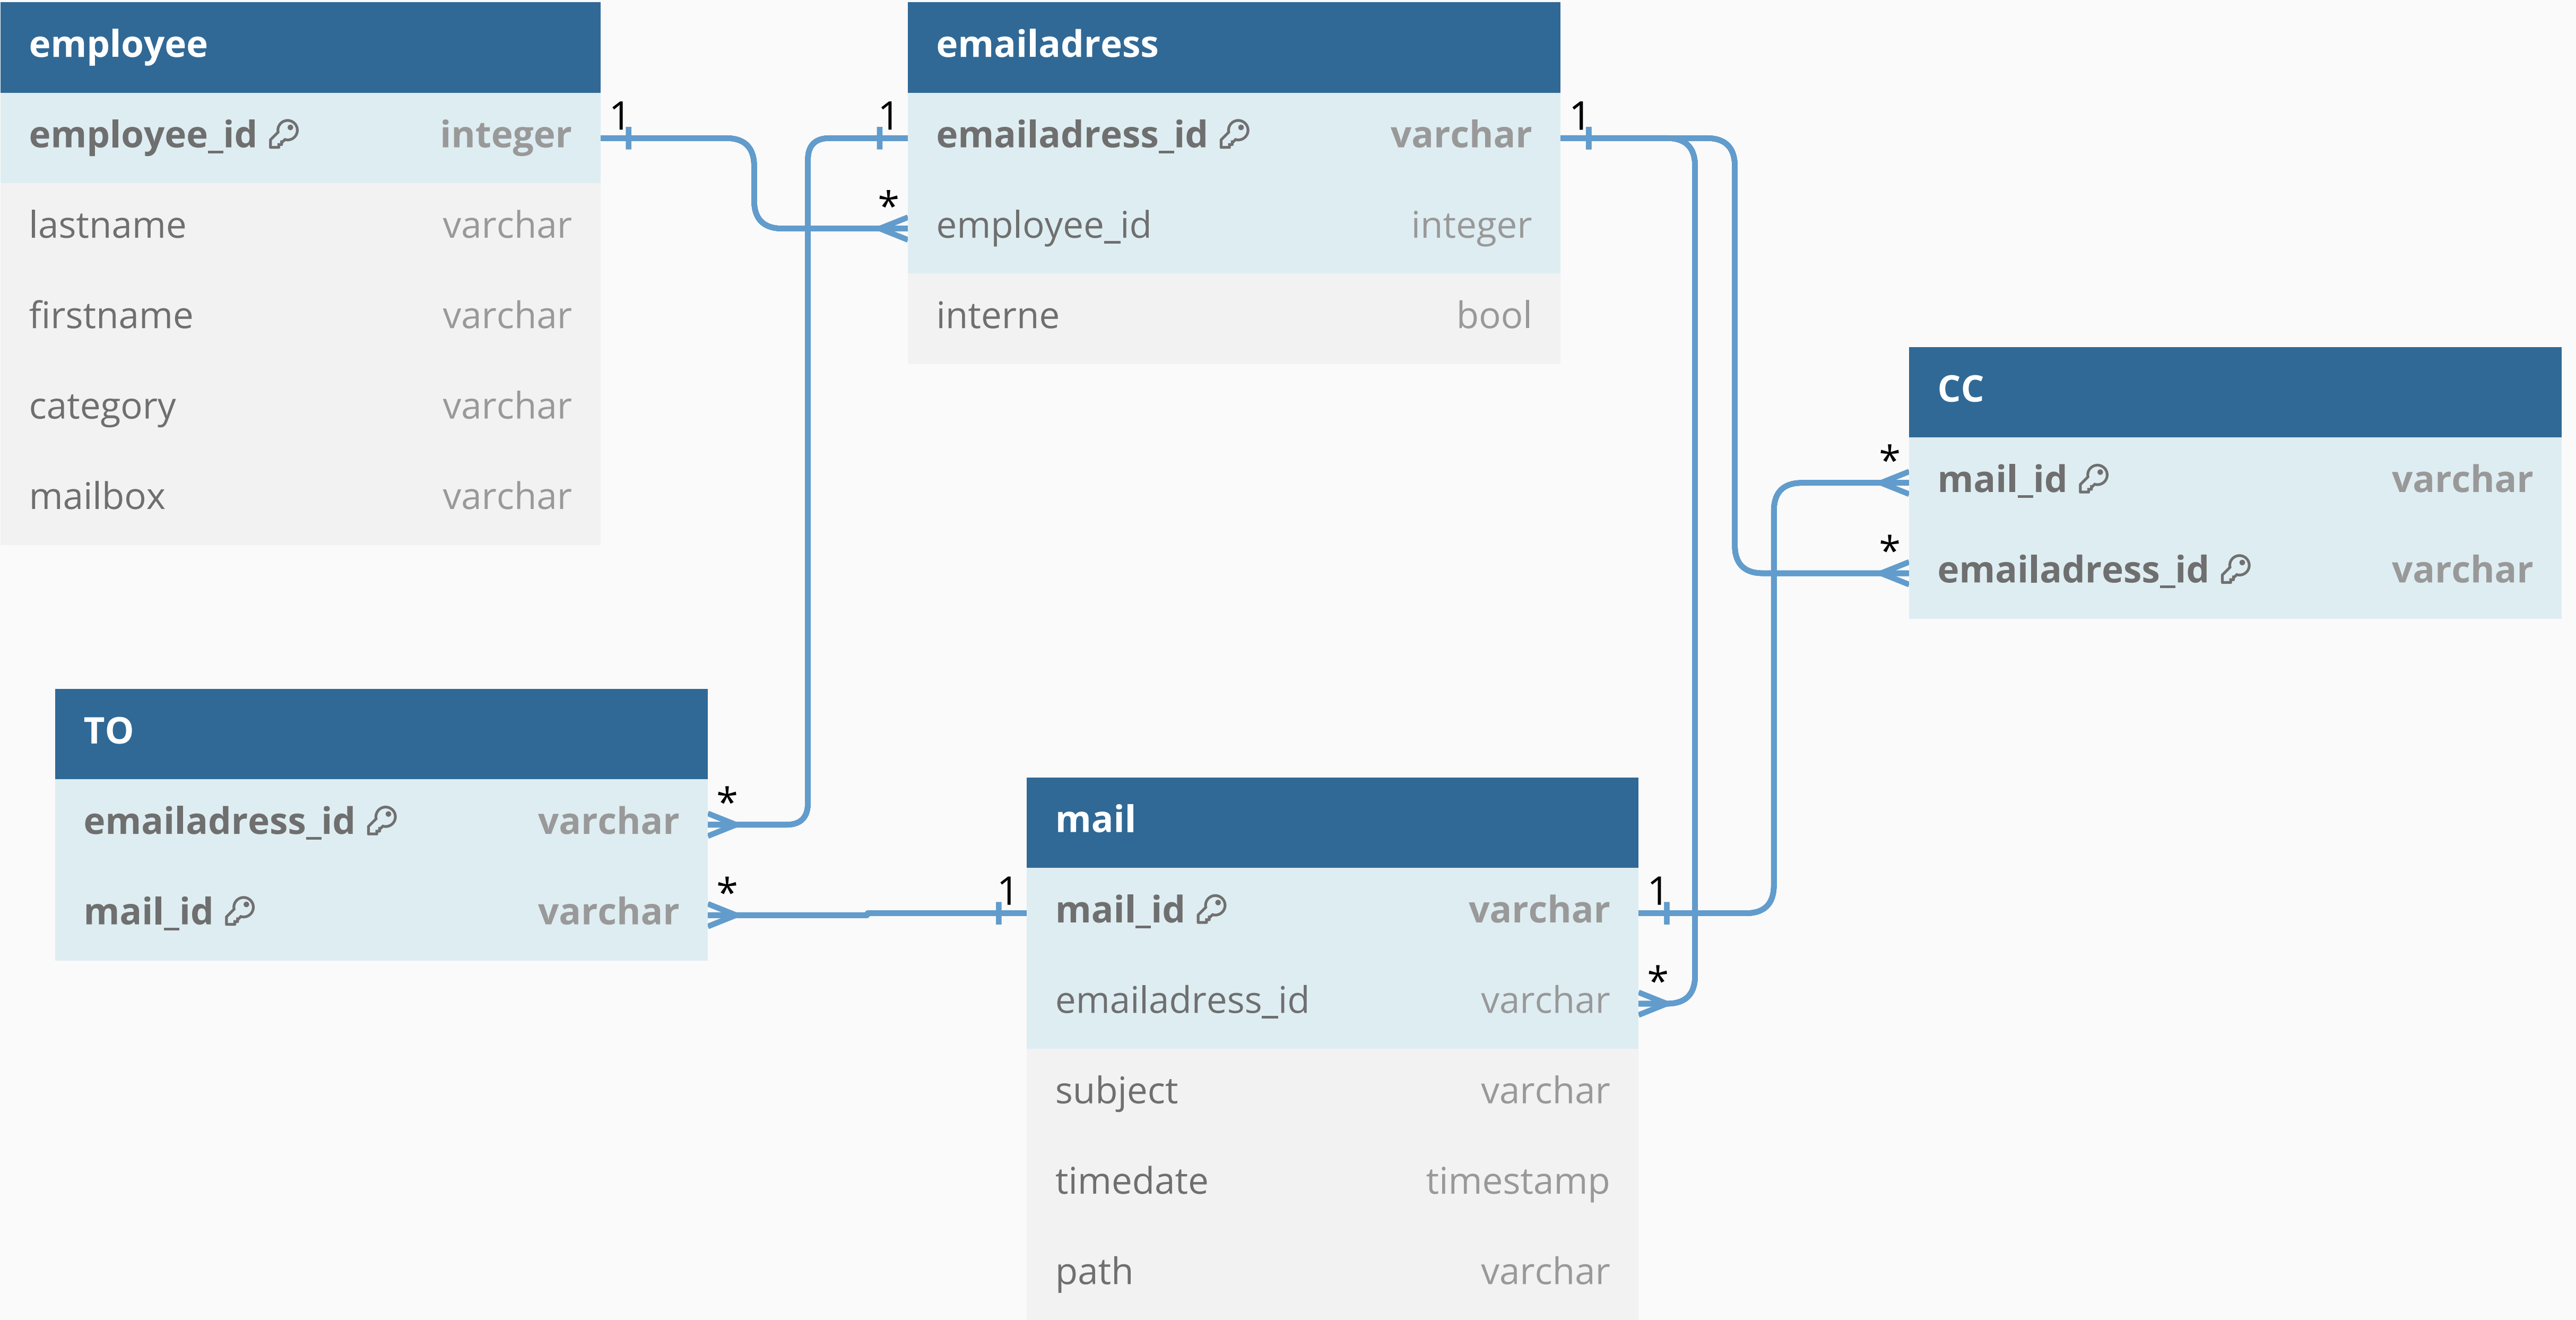 employee
employee_id integer
lastname varchar
firstname varchar
category varchar
mailbox varchar
1
1
*
emailadress
emailadress_id varchar
employee_id integer
interne bool
1
CC
* mail_id varchar
* emailadress_id varchar
TO
emailadress_id varchar *
mail_id varchar *
1
mail
mail_id varchar 1
emailadress_id varchar *
subject varchar
timedate timestamp
path varchar